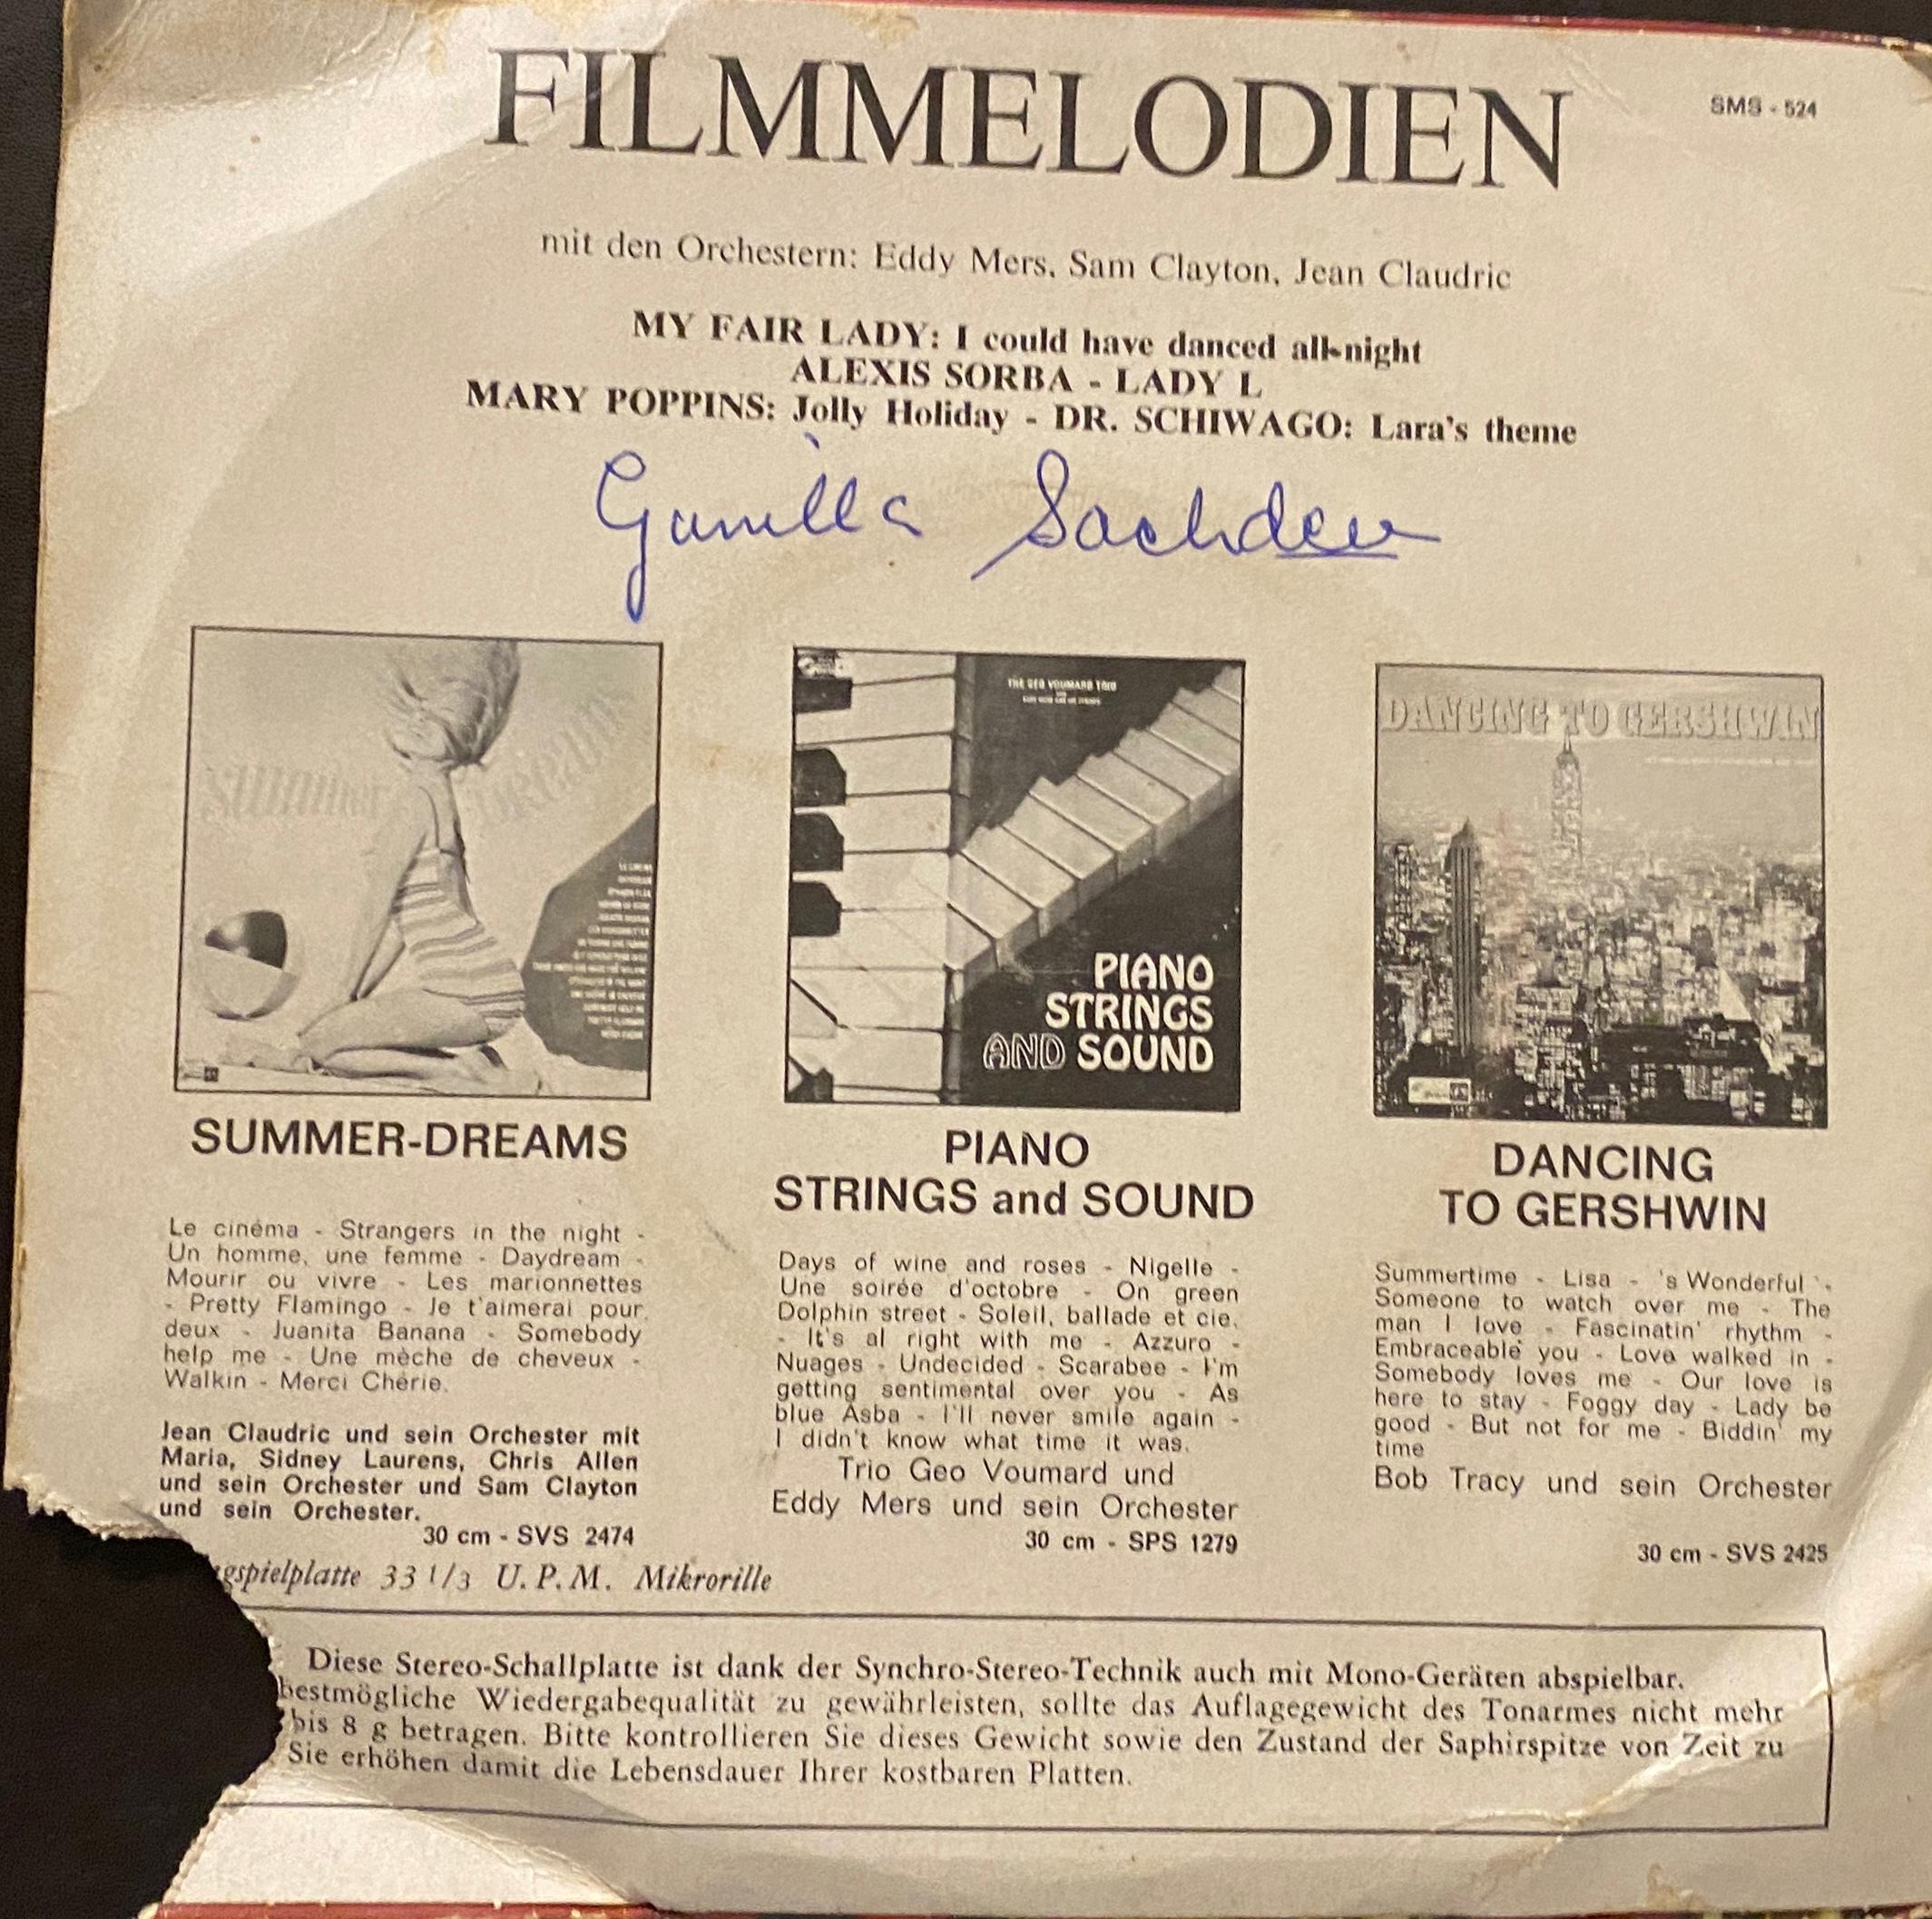 FILMMELODIEN
SMS - 524
mit den Orchestern: Eddy Mers, Sam Clayton, Jean Claudric
MY FAIR LADY: I could have danced all-night
ALEXIS SORBA - LADY L
MARY POPPINS: Jolly Holiday - DR. SCHIWAGO: Lara's theme
Gunilla Sachdev
Summer Dream
THE GEO VOUMARD TRIO
PIANO
STRINGS
AND SOUND
DANCING TO GERSHWIN
SUMMER-DREAMS
Le cinéma - Strangers in the night -
Un homme, une femme - Daydream -
Mourir ou vivre - Les marionnettes
- Pretty Flamingo - Je t'aimerai pour
deux - Juanita Banana - Somebody
help me - Une mèche de cheveux -
Walkin - Merci Chérie.
Jean Claudric und sein Orchester mit
Maria, Sidney Laurens, Chris Allen
und sein Orchester und Sam Clayton
und sein Orchester.
30 cm - SVS 2474
PIANO
STRINGS and SOUND
Days of wine and roses - Nigelle -
Une soirée d'octobre - On green
Dolphin street - Soleil, ballade et cie.
- It's al right with me - Azzuro -
Nuages - Undecided - Scarabee - I'm
getting sentimental over you - As
blue Asba - I'll never smile again -
I didn't know what time it was.
Trio Geo Voumard und
Eddy Mers und sein Orchester
30 cm - SPS 1279
DANCING
TO GERSHWIN
Summertime - Lisa - 's Wonderful -
Someone to watch over me - The
man I love - Fascinatin' rhythm -
Embraceable you - Love walked in -
Somebody loves me - Our love is
here to stay - Foggy day - Lady be
good - But not for me - Biddin' my
time
Bob Tracy und sein Orchester
30 cm - SVS 2425
gspielplatte 33 1/3 U.P.M. Mikrorille
Diese Stereo-Schallplatte ist dank der Synchro-Stereo-Technik auch mit Mono-Geräten abspielbar.
bestmögliche Wiedergabequalität zu gewährleisten, sollte das Auflagegewicht des Tonarmes nicht mehr
bis 8 g betragen. Bitte kontrollieren Sie dieses Gewicht sowie den Zustand der Saphirspitze von Zeit zu
Sie erhöhen damit die Lebensdauer Ihrer kostbaren Platten.